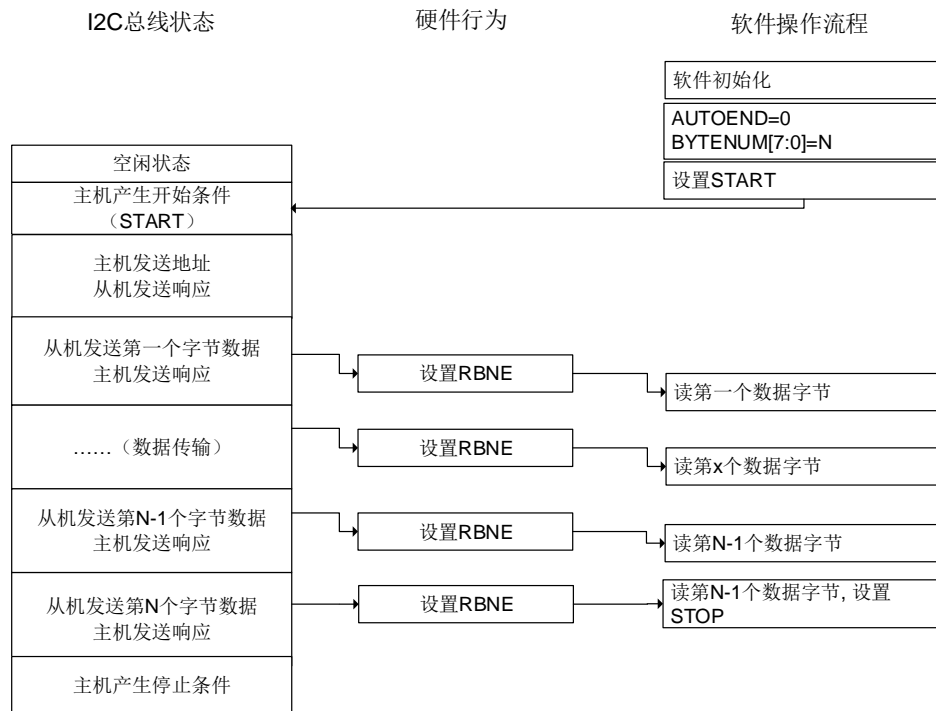 I2C总线状态
硬件行为
软件操作流程
软件初始化
AUTOEND=0
BYTENUM[7:0]=N
空闲状态
设置START
主机产生开始条件
（START）
主机发送地址
从机发送响应
从机发送第一个字节数据
主机发送响应
设置RBNE
读第一个数据字节
……（数据传输）
设置RBNE
读第x个数据字节
从机发送第N-1个字节数据
主机发送响应
设置RBNE
读第N-1个数据字节
从机发送第N个字节数据
主机发送响应
设置RBNE
读第N-1个数据字节, 设置
STOP
主机产生停止条件